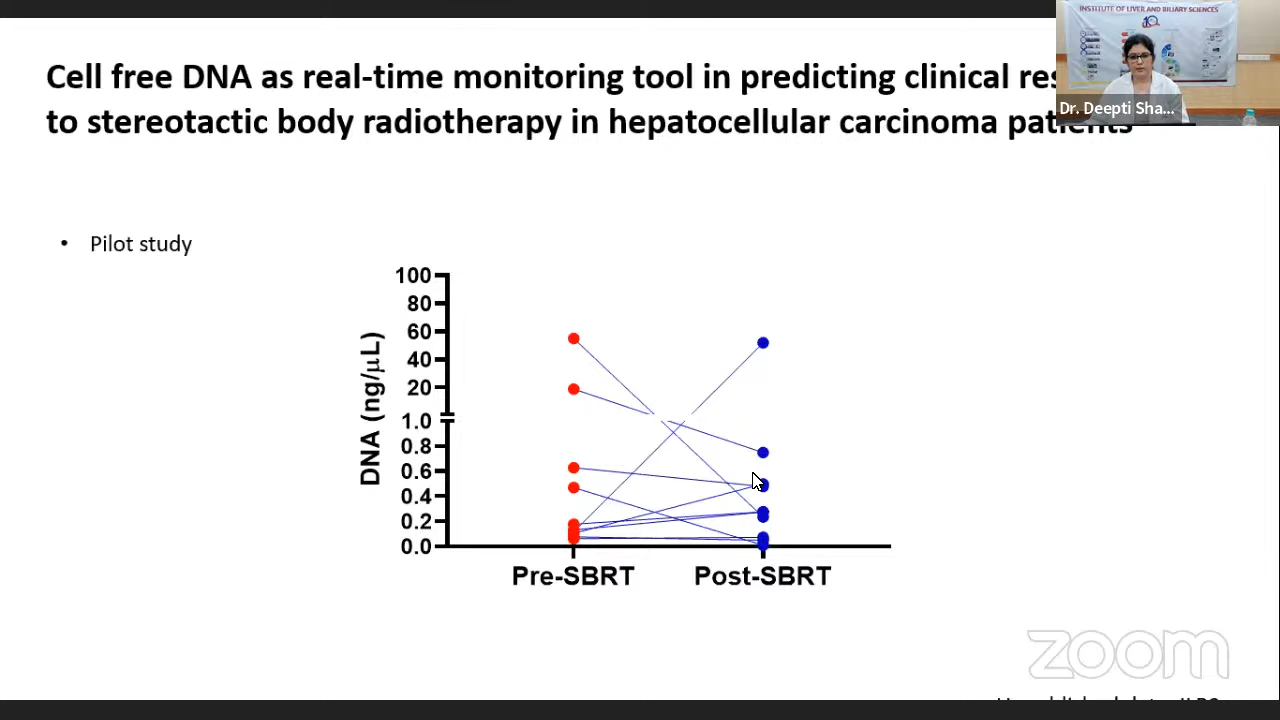 INSTITUTE OF LIVER AND BILIARY SCIENCES
Dr. Deepti Sha...
Cell free DNA as real-time monitoring tool in predicting clinical res
to stereotactic body radiotherapy in hepatocellular carcinoma patients
• Pilot study
DNA (ng/μL)
100
80
60
40
20
1.0
0.8
0.6
0.4
0.2
0.0
Pre-SBRT
Post-SBRT
zoom